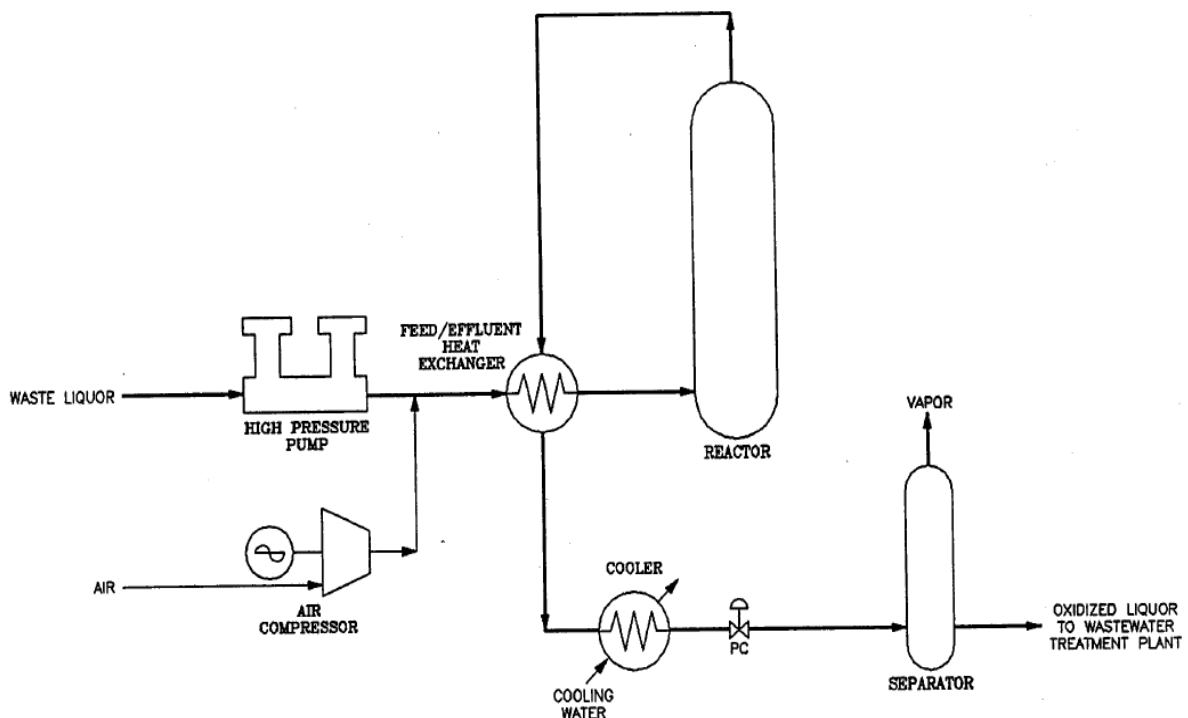 FEED/EFFLUENT
HEAT
EXCHANGER
WASTE LIQUOR
HIGH PRESSURE
PUMP
REACTOR
VAPOR
AIR
AIR
COMPRESSOR
COOLER
PC
COOLING
WATER
OXIDIZED LIQUOR
TO WASTEWATER
TREATMENT PLANT
SEPARATOR